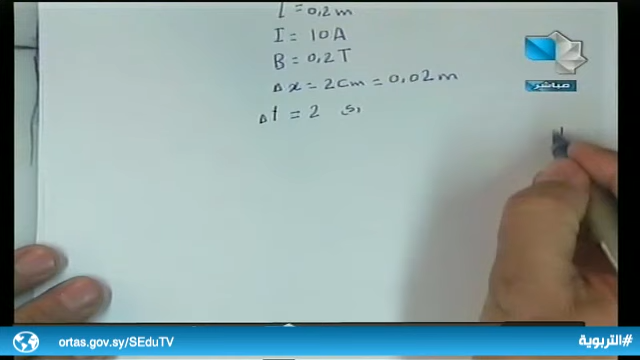 L = 0,2 m
I = 10 A
B = 0,2 T
Δx = 2 cm = 0,02 m
Δt = 2 s,
مباشر
ortas.gov.sy/SEduTV
#التربوية